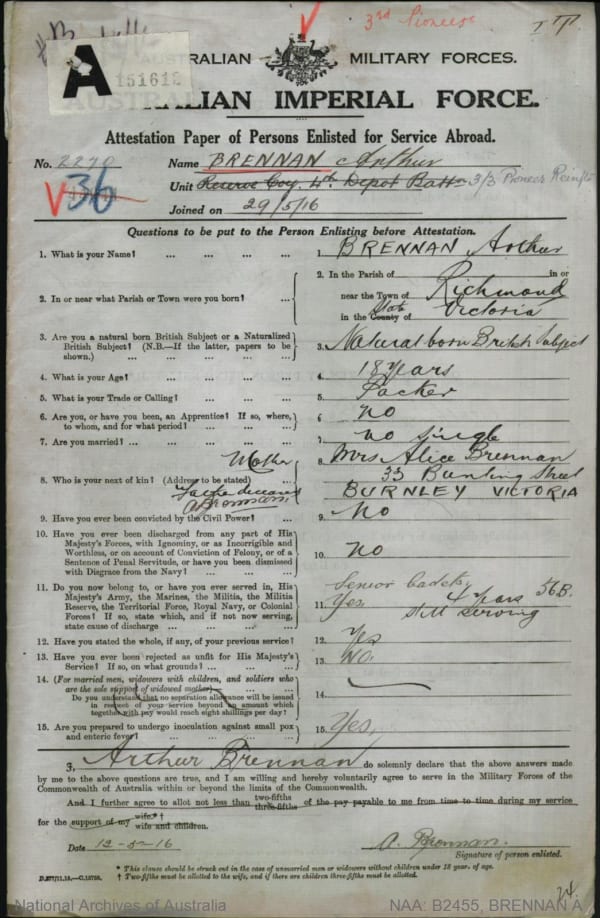 3rd Pioneers
A
151618
AUSTRALIAN MILITARY FORCES.
AUSTRALIAN IMPERIAL FORCE.
Attestation Paper of Persons Enlisted for Service Abroad.
No. 2270 Name BRENNAN Arthur
36
Unit Reserve Coy. 4th. Depot Battn 3/3 Pioneer Reinfts
Joined on 29/5/16
Questions to be put to the Person Enlisting before Attestation.
1. What is your Name? ... ... ... 1. BRENNAN Arthur
2. In or near what Parish or Town were you born? ... 2. In the Parish of in or
near the Town of Richmond
in the County of State Victoria
3. Are you a natural born British Subject or a Naturalized
British Subject? (N.B.—If the latter, papers to be
shown.) ... ... ... ... 3. Natural born British Subject
4. What is your Age? ... ... ... 4. 18 years
5. What is your Trade or Calling? ... ... 5. Packer
6. Are you, or have you been, an Apprentice? If so, where,
to whom, and for what period? ... ... 6. no
7. Are you married? ... ... ... 7. no single
Mother
8. Who is your next of kin? (Address to be stated) ... 8. Mrs Alice Brennan
33 Bunting Street
BURNLEY VICTORIA
deceased
A Brennan
9. Have you ever been convicted by the Civil Power? ... 9. No
10. Have you ever been discharged from any part of His
Majesty's Forces, with Ignominy, or as Incorrigible and
Worthless, or on account of Conviction of Felony, or of a
Sentence of Penal Servitude, or have you been dismissed
with Disgrace from the Navy? ... ... 10. no
11. Do you now belong to, or have you ever served in, His
Majesty's Army, the Marines, the Militia, the Militia
Reserve, the Territorial Force, Royal Navy, or Colonial
Forces? If so, state which, and if not now serving,
state cause of discharge ... ... ... 11. Senior Cadets 56B.
Yes 4 years
still serving
12. Have you stated the whole, if any, of your previous service? 12. Yes
13. Have you ever been rejected as unfit for His Majesty's
Service? If so, on what grounds? ... ... 13. No.
14. (For married men, widowers with children, and soldiers who
are the sole support of widowed mother)—
Do you understand that no separation allowance will be issued
in respect of your service beyond an amount which
together with pay would reach eight shillings per day? 14. —
15. Are you prepared to undergo inoculation against small pox
and enteric fever? ... ... ... 15. Yes,
I, Arthur Brennan do solemnly declare that the above answers made
by me to the above questions are true, and I am willing and hereby voluntarily agree to serve in the Military Forces of the
Commonwealth of Australia within or beyond the limits of the Commonwealth.
And I further agree to allot not less than two-fifths three-fifths of the pay payable to me from time to time during my service
for the support of my wife.*† wife and children.
Date 12-5-16 A. Brennan.
Signature of person enlisted.
* This clause should be struck out in the case of unmarried men or widowers without children under 18 years of age.
† Two-fifths must be allotted to the wife, and if there are children three-fifths must be allotted.
24.
National Archives of Australia NAA: B2455, BRENNAN A